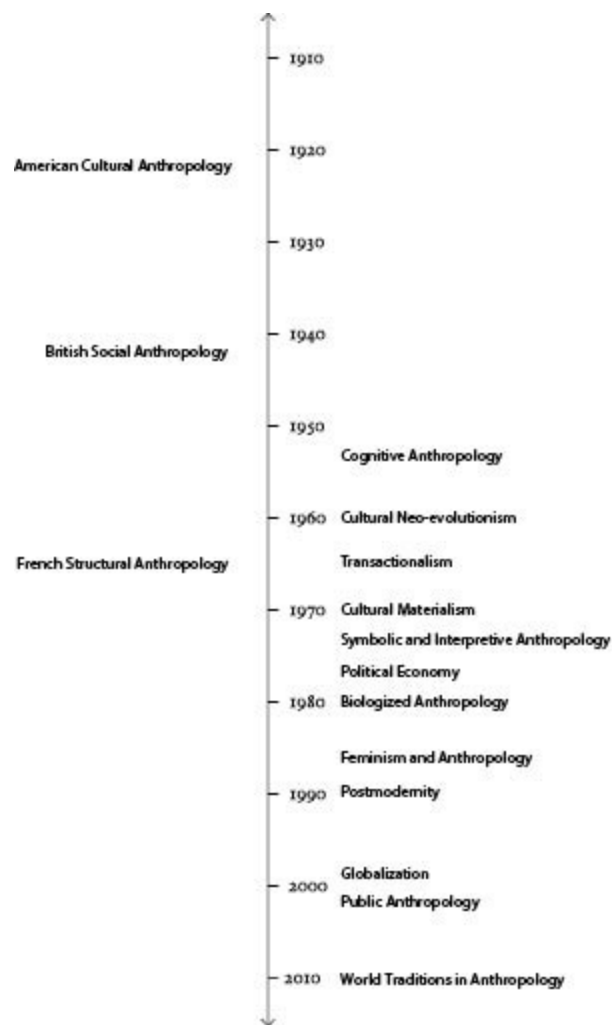 1910
1920
American Cultural Anthropology
1930
1940
British Social Anthropology
1950
Cognitive Anthropology
1960 Cultural Neo-evolutionism
French Structural Anthropology Transactionalism
1970 Cultural Materialism
Symbolic and Interpretive Anthropology
Political Economy
1980 Biologized Anthropology
Feminism and Anthropology
1990 Postmodernity
Globalization
2000
Public Anthropology
2010 World Traditions in Anthropology